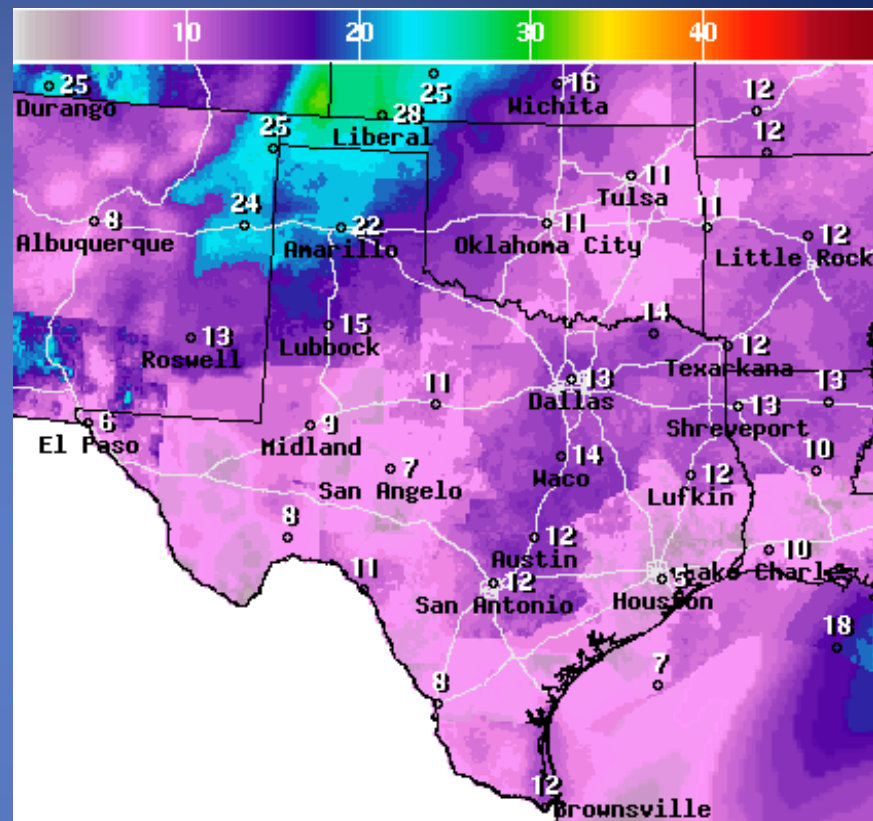 10 20 30 40
25 25 16 12
Durango Liberal 28 Wichita
25 12
11
Tulsa
8 24 22 11 11 12
Albuquerque Amarillo Oklahoma City Little Rock
13 15 14 12
Roswell Lubbock Texarkana
11 13 13 13
Dallas Shreveport
6 9
El Paso Midland
7 14 12 10
San Angelo Waco Lufkin
8 12 10
Austin
11 12 5 Lake Charles
San Antonio Houston
18
8 7
12
Brownsville